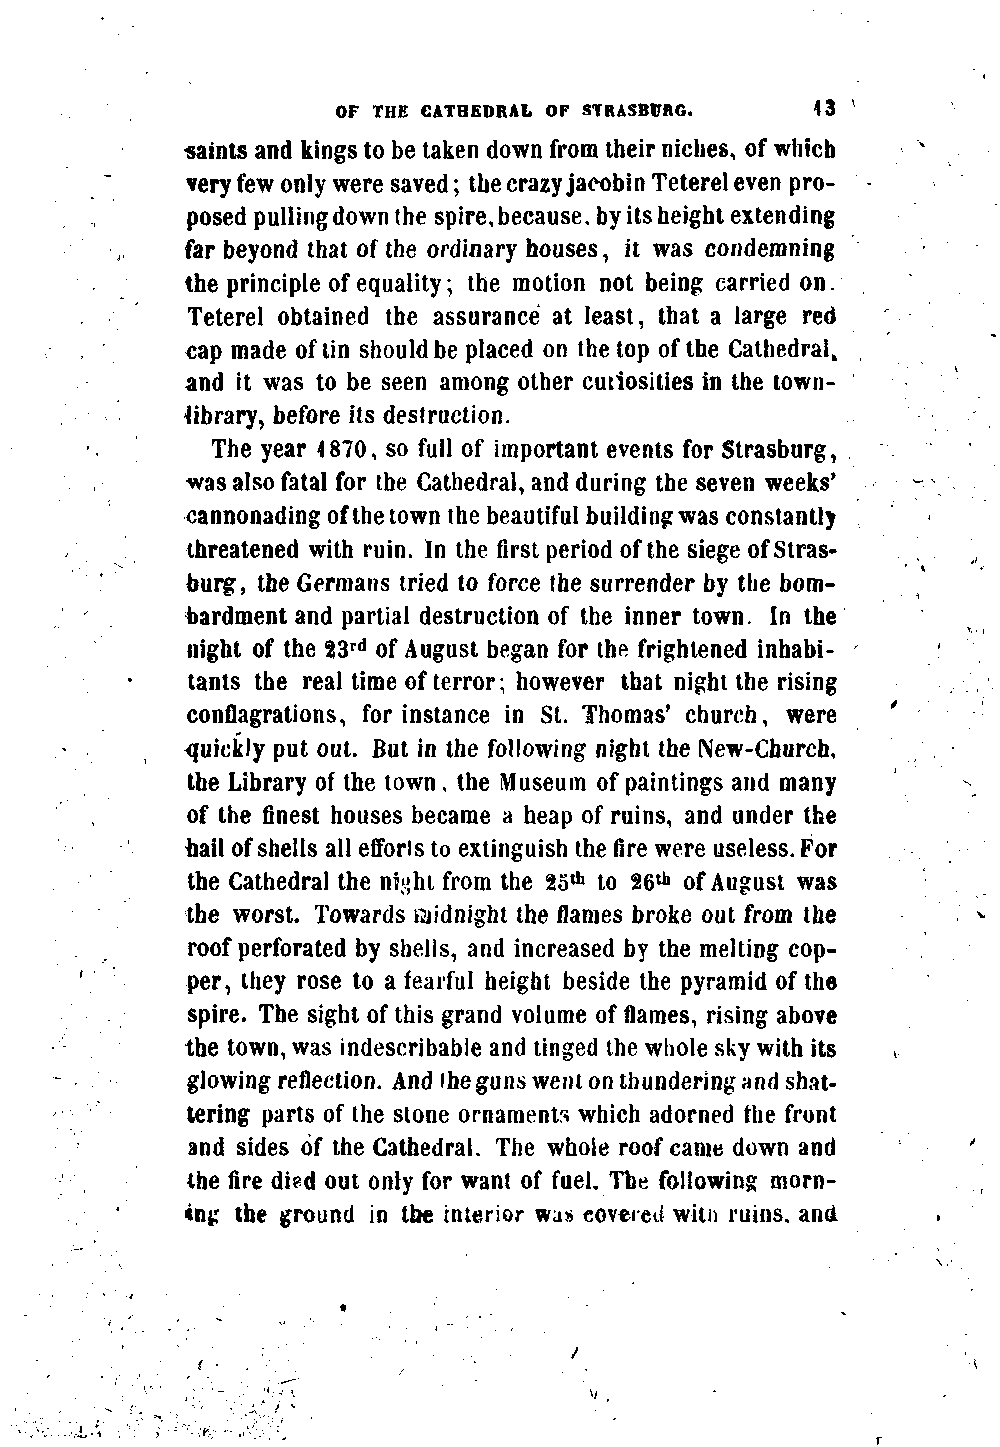 OF THE CATHEDRAL OF STRASBURG. 13
saints and kings to be taken down from their niches, of which
very few only were saved; the crazy jacobin Teterel even pro-
posed pulling down the spire, because, by its height extending
far beyond that of the ordinary houses, it was condemning
the principle of equality; the motion not being carried on.
Teterel obtained the assurance at least, that a large red
cap made of tin should be placed on the top of the Cathedral,
and it was to be seen among other curiosities in the town-
library, before its destruction.
The year 1870, so full of important events for Strasburg,
was also fatal for the Cathedral, and during the seven weeks'
cannonading of the town the beautiful building was constantly
threatened with ruin. In the first period of the siege of Stras-
burg, the Germans tried to force the surrender by the bom-
bardment and partial destruction of the inner town. In the
night of the 23rd of August began for the frightened inhabi-
tants the real time of terror; however that night the rising
conflagrations, for instance in St. Thomas' church, were
quickly put out. But in the following night the New-Church,
the Library of the town, the Museum of paintings and many
of the finest houses became a heap of ruins, and under the
hail of shells all efforts to extinguish the fire were useless. For
the Cathedral the night from the 25th to 26th of August was
the worst. Towards midnight the flames broke out from the
roof perforated by shells, and increased by the melting cop-
per, they rose to a fearful height beside the pyramid of the
spire. The sight of this grand volume of flames, rising above
the town, was indescribable and tinged the whole sky with its
glowing reflection. And the guns went on thundering and shat-
tering parts of the stone ornaments which adorned the front
and sides of the Cathedral. The whole roof came down and
the fire died out only for want of fuel. The following morn-
ing the ground in the interior was covered with ruins, and